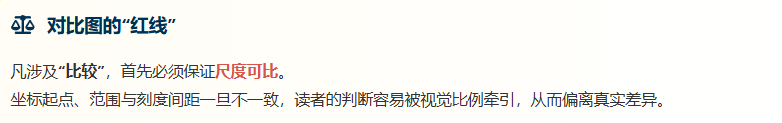 对比图的“红线”
凡涉及“比较”，首先必须保证尺度可比。
坐标起点、范围与刻度间距一旦不一致，读者的判断容易被视觉比例牵引，从而偏离真实差异。